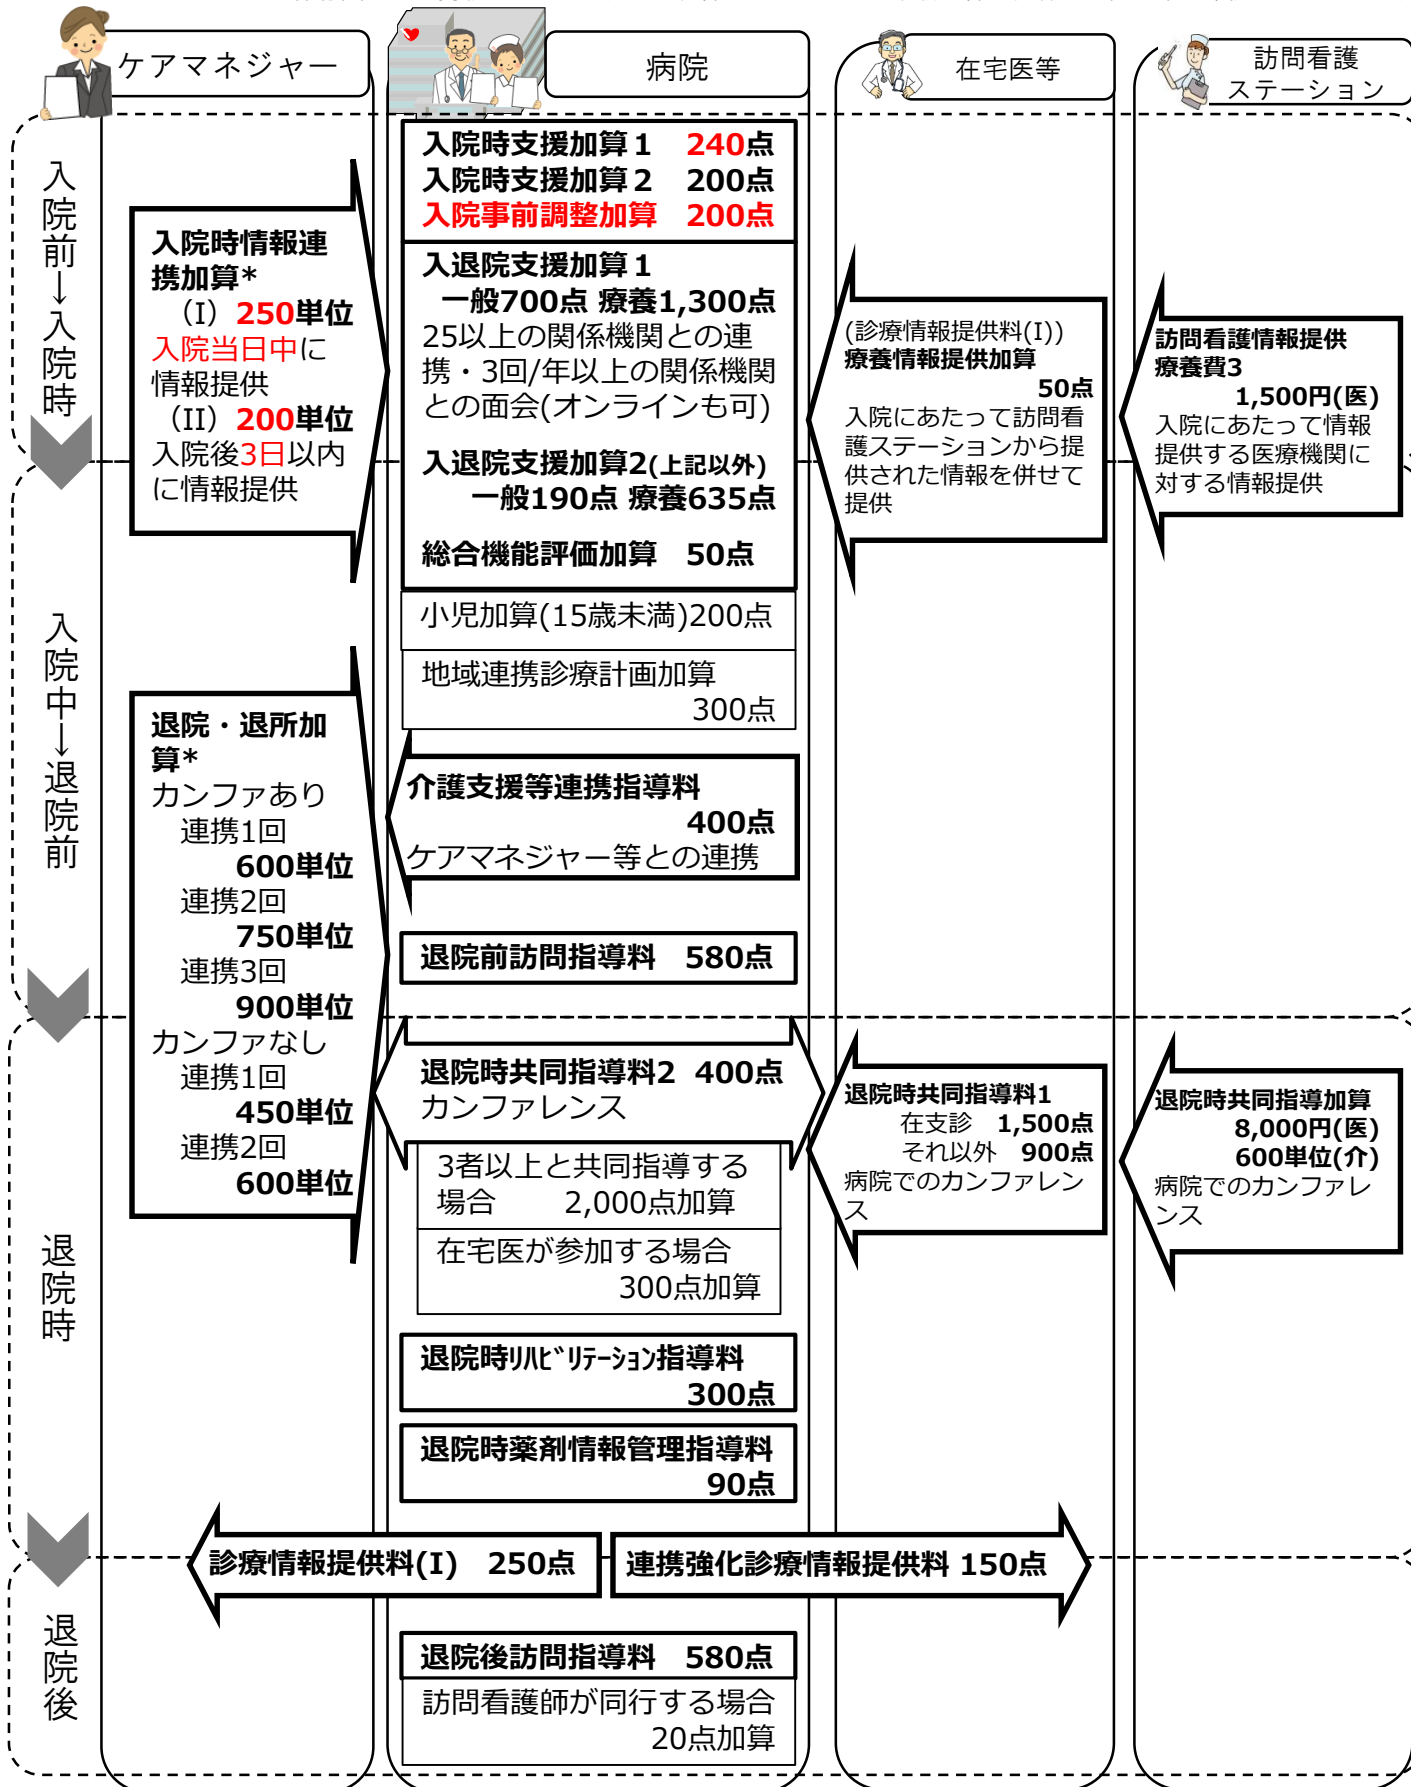 ケアマネジャー
病院
在宅医等
訪問看護
ステーション
入院前→入院時
入院時情報連
携加算*
(I) 250単位
入院当日中に
情報提供
(II) 200単位
入院後3日以内
に情報提供
入院時支援加算１ 240点
入院時支援加算２ 200点
入院事前調整加算 200点
入退院支援加算１
一般700点 療養1,300点
25以上の関係機関との連
携・3回/年以上の関係機関
との面会(オンラインも可)
入退院支援加算2(上記以外)
一般190点 療養635点
総合機能評価加算 50点
小児加算(15歳未満)200点
地域連携診療計画加算
300点
(診療情報提供料(I))
療養情報提供加算
50点
入院にあたって訪問看
護ステーションから提
供された情報を併せて
提供
訪問看護情報提供
療養費3
1,500円(医)
入院にあたって情報
提供する医療機関に
対する情報提供
入院中→退院前
退院・退所加
算*
カンファあり
連携1回
600単位
連携2回
750単位
連携3回
900単位
カンファなし
連携1回
450単位
連携2回
600単位
介護支援等連携指導料
400点
ケアマネジャー等との連携
退院前訪問指導料 580点
退院時
退院時共同指導料2 400点
カンファレンス
3者以上と共同指導する
場合 2,000点加算
在宅医が参加する場合
300点加算
退院時共同指導料1
在支診 1,500点
それ以外 900点
病院でのカンファレン
ス
退院時共同指導加算
8,000円(医)
600単位(介)
病院でのカンファレ
ンス
退院時ﾘﾊﾋﾞﾘﾃｰｼｮﾝ指導料
300点
退院時薬剤情報管理指導料
90点
診療情報提供料(I) 250点
連携強化診療情報提供料 150点
退院後
退院後訪問指導料 580点
訪問看護師が同行する場合
20点加算